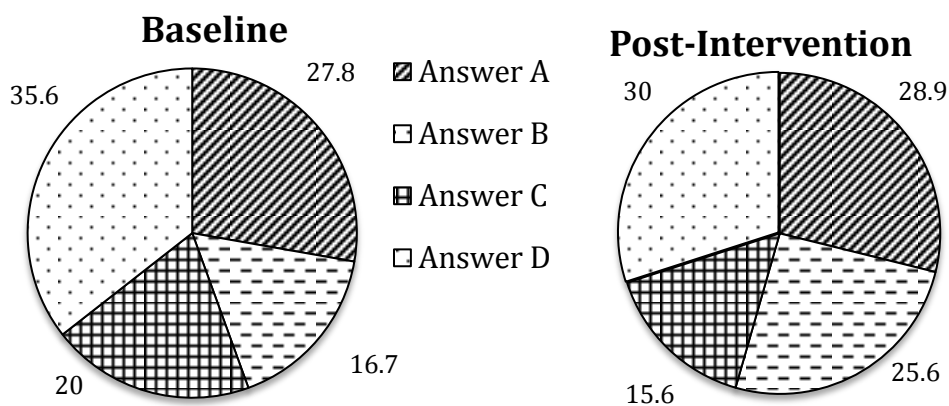 Baseline
35.6
27.8
16.7
20
Answer A
Answer B
Answer C
Answer D
Post-Intervention
30
28.9
25.6
15.6